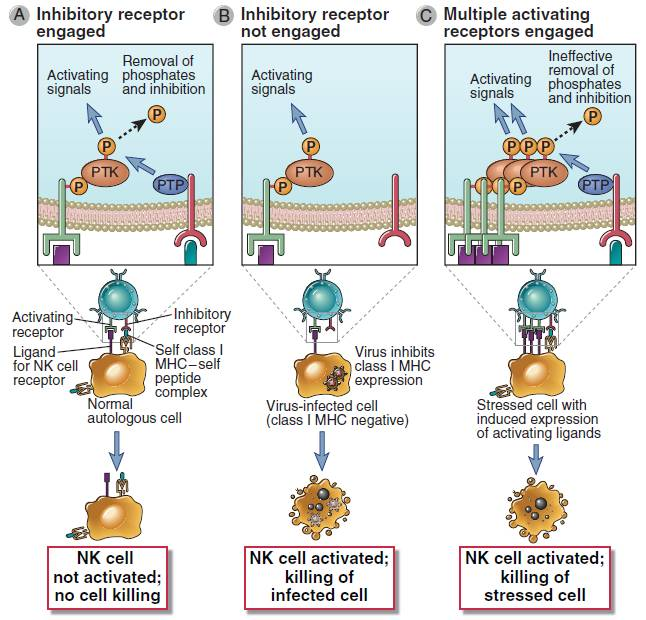 A Inhibitory receptor
engaged
Activating
signals
Removal of
phosphates
and inhibition
P
P
PTK
P
PTP
B Inhibitory receptor
not engaged
Activating
signals
P
PTK
P
C Multiple activating
receptors engaged
Activating
signals
Ineffective
removal of
phosphates
and inhibition
P
P P P
PTK
P
PTP
Activating
receptor
Inhibitory
receptor
Ligand
for NK cell
receptor
Self class I
MHC–self
peptide
complex
Normal
autologous cell
Virus inhibits
class I MHC
expression
Virus-infected cell
(class I MHC negative)
Stressed cell with
induced expression
of activating ligands
NK cell
not activated;
no cell killing
NK cell activated;
killing of
infected cell
NK cell activated;
killing of
stressed cell